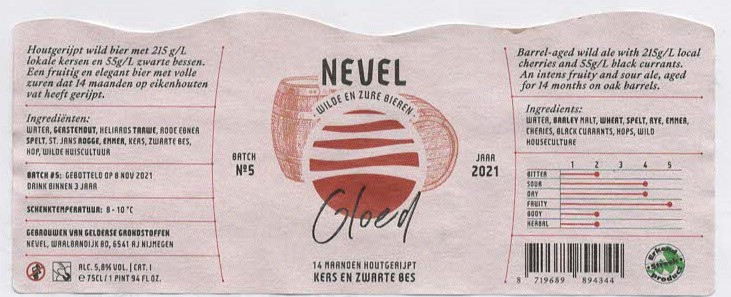 Houtgerijpt wild bier met 215 g/L
lokale kersen en 55g/L zwarte bessen.
Een fruitig en elegant bier met volle
zuren dat 14 maanden op eikenhouten
vat heeft gerijpt.
Ingrediënten:
WATER, GERSTEMOUT, HELIAROS TARWE, RODE EBNER
SPELT, ST. JANS ROGGE, EMMER, KERS, ZWARTE BES,
HOP, WILDE HUISCULTUUR
BATCH #5: GEBOTTELD OP 8 NOV 2021
DRINK BINNEN 3 JAAR
SCHENKTEMPERATUUR: 8 - 10 °C
GEBROUWEN VAN GELDERSE GRONDSTOFFEN
NEVEL, WAALBANDIJK 8D, 6541 AJ NIJMEGEN
ALC. 5,8% VOL. | CAT. I
℮ 75CL / 1 PINT 94 FL OZ.
NEVEL
· WILDE EN ZURE BIEREN ·
BATCH
Nº5
JAAR
2021
Gloed
14 MAANDEN HOUTGERIJPT
KERS EN ZWARTE BES
Barrel-aged wild ale with 215g/L local
cherries and 55g/L black currants.
An intens fruity and sour ale, aged
for 14 months on oak barrels.
Ingredients:
WATER, BARLEY MALT, WHEAT, SPELT, RYE, EMMER,
CHERIES, BLACK CURRANTS, HOPS, WILD
HOUSECULTURE
1 2 3 4 5
BITTER
SOUR
DRY
FRUITY
BODY
HERBAL
8 719689 894344
Erkend
product